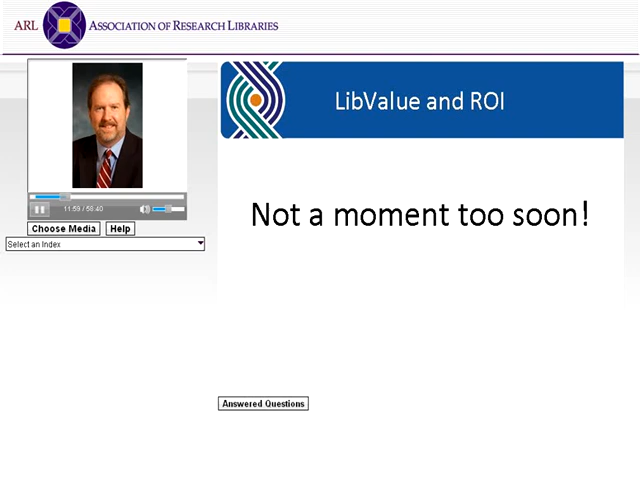 ARL ASSOCIATION OF RESEARCH LIBRARIES
LibValue and ROI
11:59 / 58:40
Choose Media Help
Select an Index
Not a moment too soon!
Answered Questions